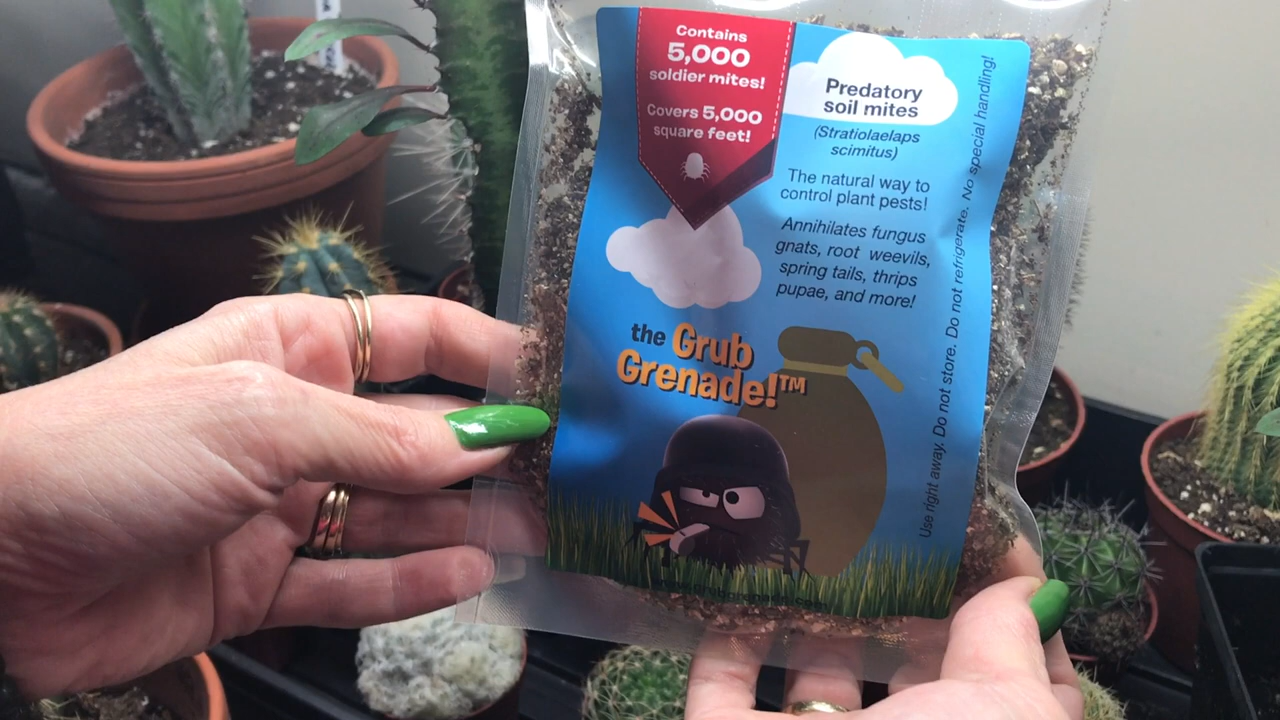 Contains
5,000
soldier mites!
Covers 5,000
square feet!
Predatory
soil mites
(Stratiolaelaps
scimitus)
The natural way to
control plant pests!
Annihilates fungus
gnats, root weevils,
spring tails, thrips
pupae, and more!
the Grub
Grenade!™
Use right away. Do not store. Do not refrigerate. No special handling!